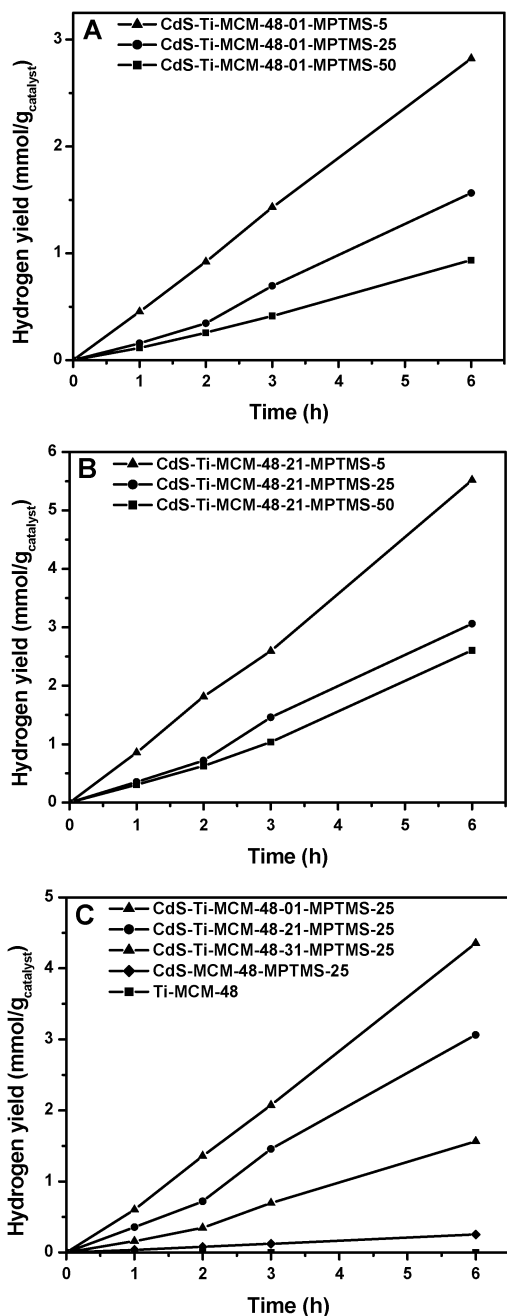 A
CdS-Ti-MCM-48-01-MPTMS-5
CdS-Ti-MCM-48-01-MPTMS-25
CdS-Ti-MCM-48-01-MPTMS-50
3
2
1
0
Hydrogen yield (mmol/gcatalyst)
0 1 2 3 4 5 6
Time (h)
B
CdS-Ti-MCM-48-21-MPTMS-5
CdS-Ti-MCM-48-21-MPTMS-25
CdS-Ti-MCM-48-21-MPTMS-50
6
5
4
3
2
1
0
Hydrogen yield (mmol/gcatalyst)
0 1 2 3 4 5 6
Time (h)
C
CdS-Ti-MCM-48-01-MPTMS-25
CdS-Ti-MCM-48-21-MPTMS-25
CdS-Ti-MCM-48-31-MPTMS-25
CdS-MCM-48-MPTMS-25
Ti-MCM-48
5
4
3
2
1
0
Hydrogen yield (mmol/gcatalyst)
0 1 2 3 4 5 6
Time (h)